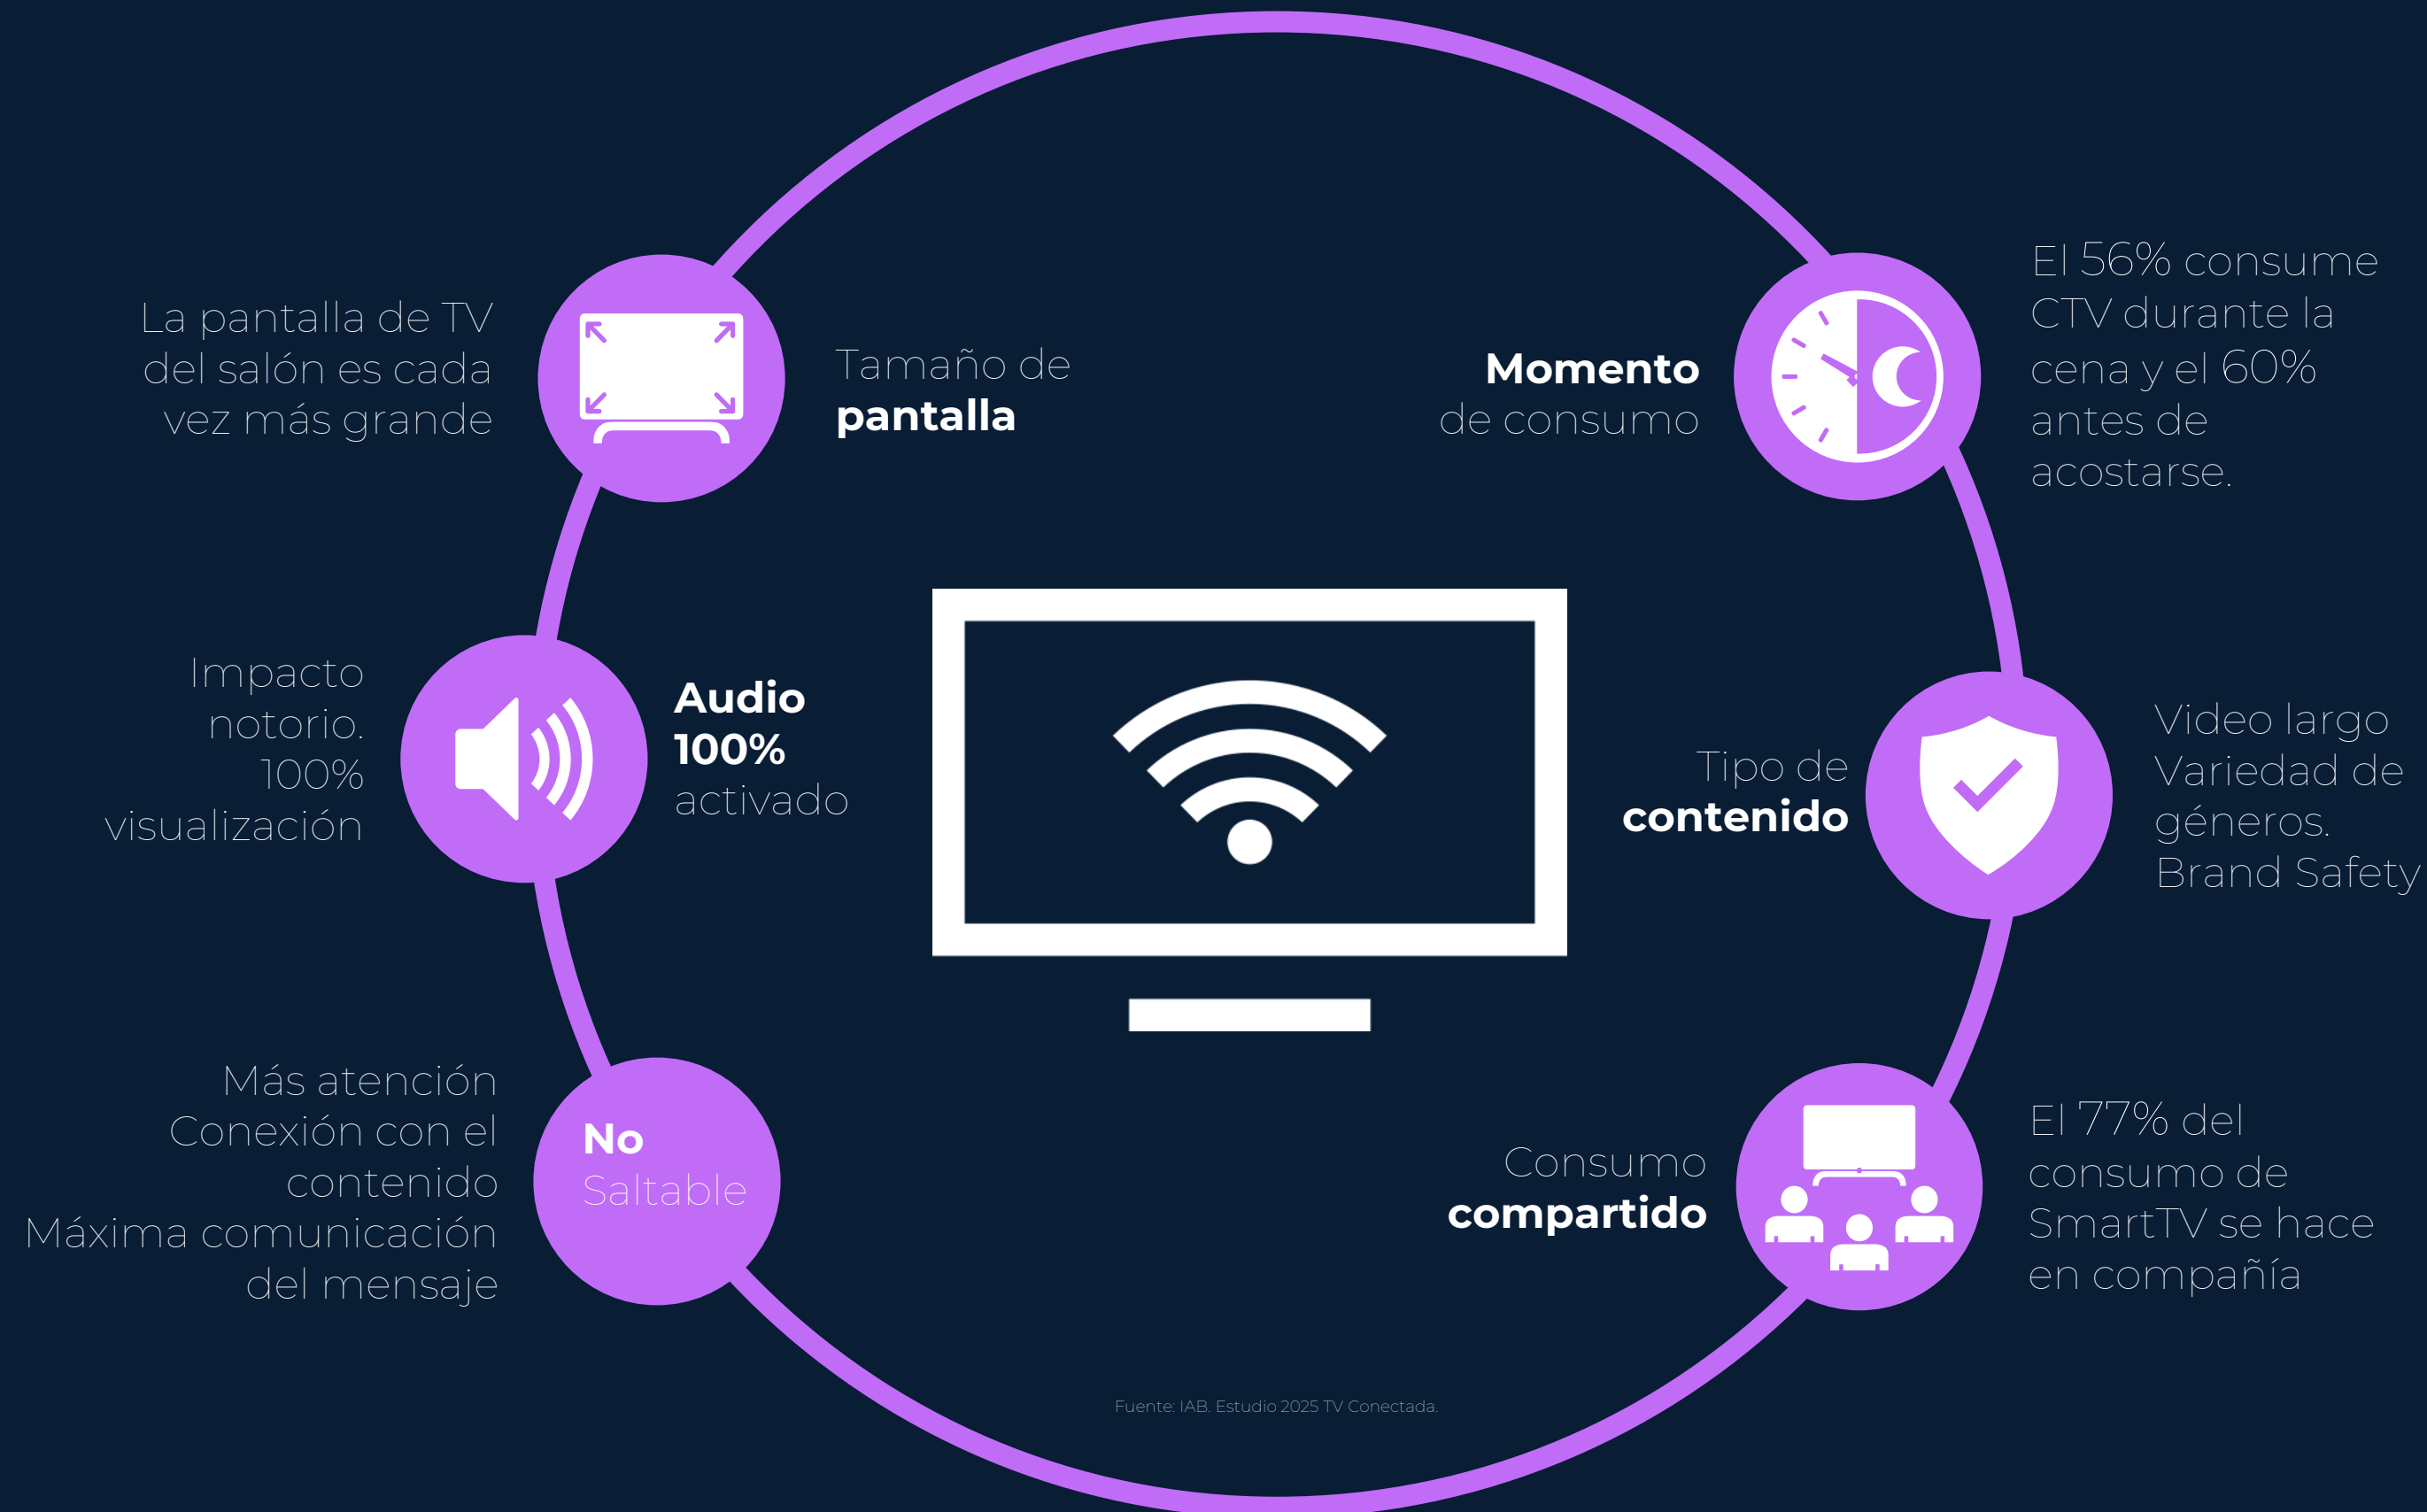 La pantalla de TV
del salón es cada
vez más grande
Tamaño de
pantalla
Momento
de consumo
El 56% consume
CTV durante la
cena y el 60%
antes de
acostarse.
Impacto
notorio.
100%
visualización
Audio
100%
activado
Tipo de
contenido
Video largo
Variedad de
géneros.
Brand Safety
Más atención
Conexión con el
contenido
Máxima comunicación
del mensaje
No
Saltable
Consumo
compartido
El 77% del
consumo de
SmartTV se hace
en compañía
Fuente: IAB. Estudio 2025 TV Conectada.